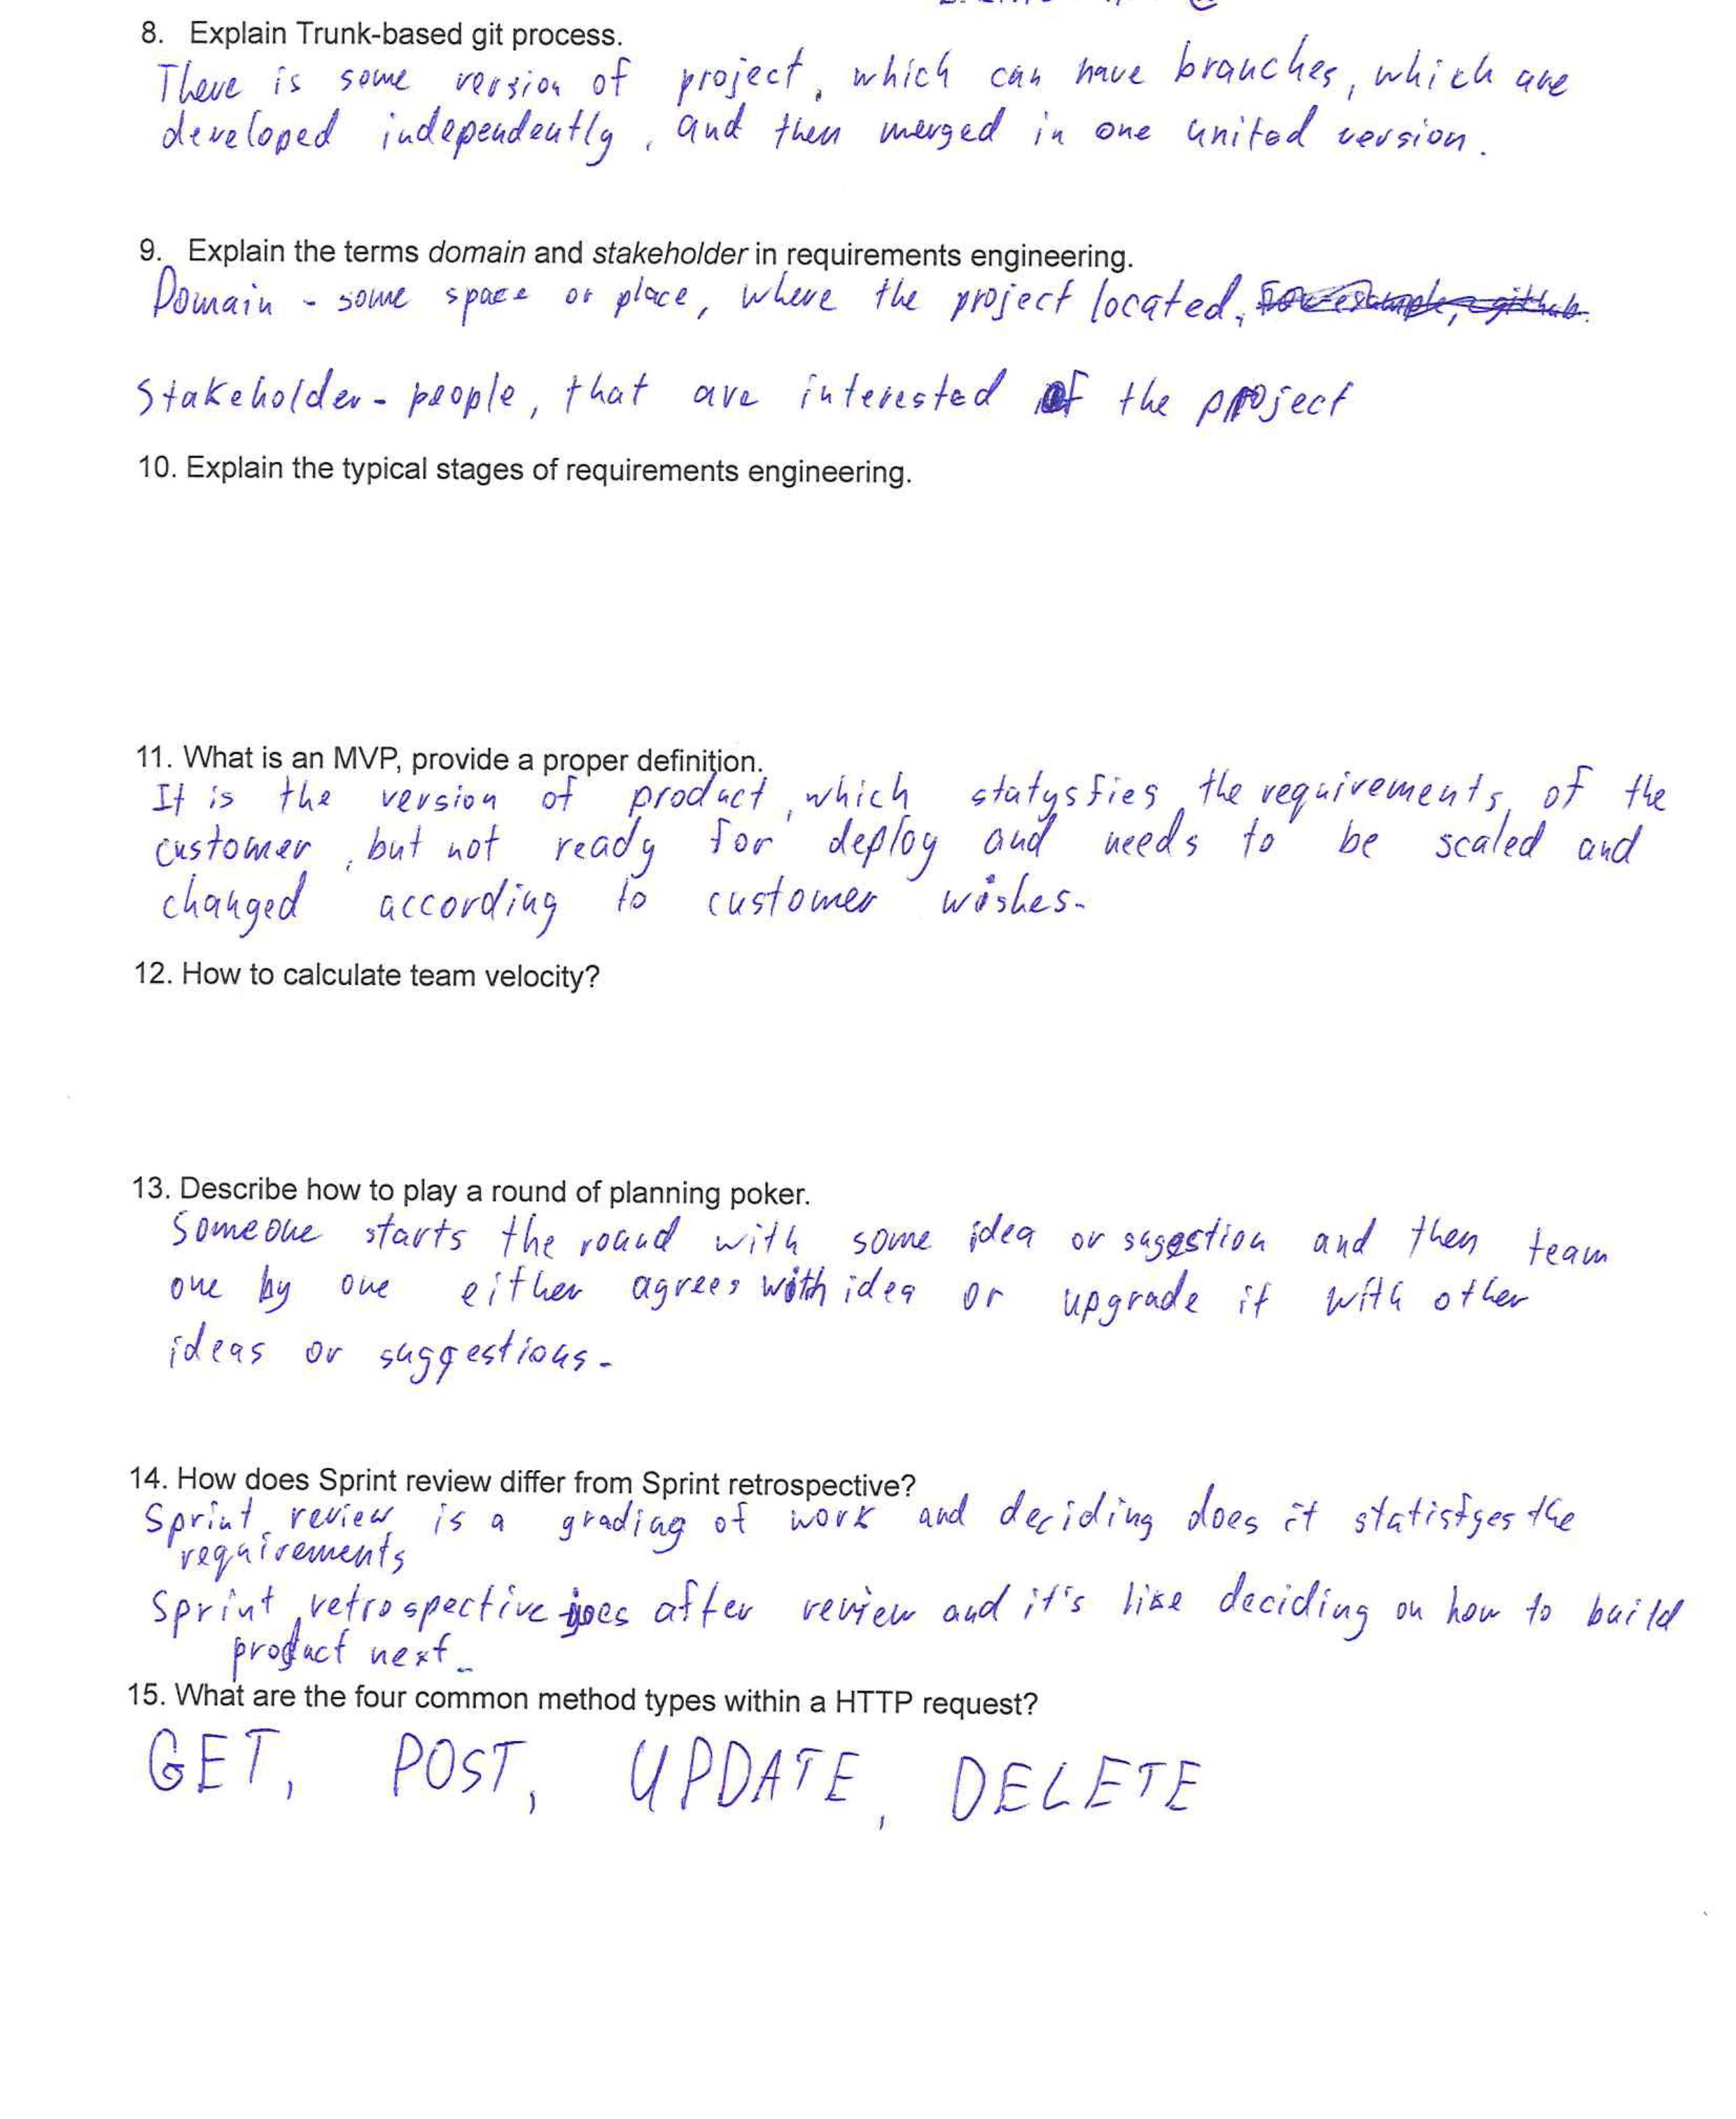 8. Explain Trunk-based git process.
There is some version of project, which can have branches, which are
developed independently, and then merged in one united version.
9. Explain the terms domain and stakeholder in requirements engineering.
Domain - some space or place, where the project located. For example, github.
Stakeholder - people, that are interested of the project
10. Explain the typical stages of requirements engineering.
11. What is an MVP, provide a proper definition.
It is the version of product, which statysfies the requirements of the
customer, but not ready for deploy and needs to be scaled and
changed according to customer wishes.
12. How to calculate team velocity?
13. Describe how to play a round of planning poker.
Someone starts the round with some idea or sugestion and then team
one by one either agrees with idea or upgrade it with other
ideas or suggestions.
14. How does Sprint review differ from Sprint retrospective?
Sprint review is a grading of work and deciding does it statisfyes the
requirements
Sprint retrospective goes after review and it's like deciding on how to build
product next.
15. What are the four common method types within a HTTP request?
GET, POST, UPDATE, DELETE